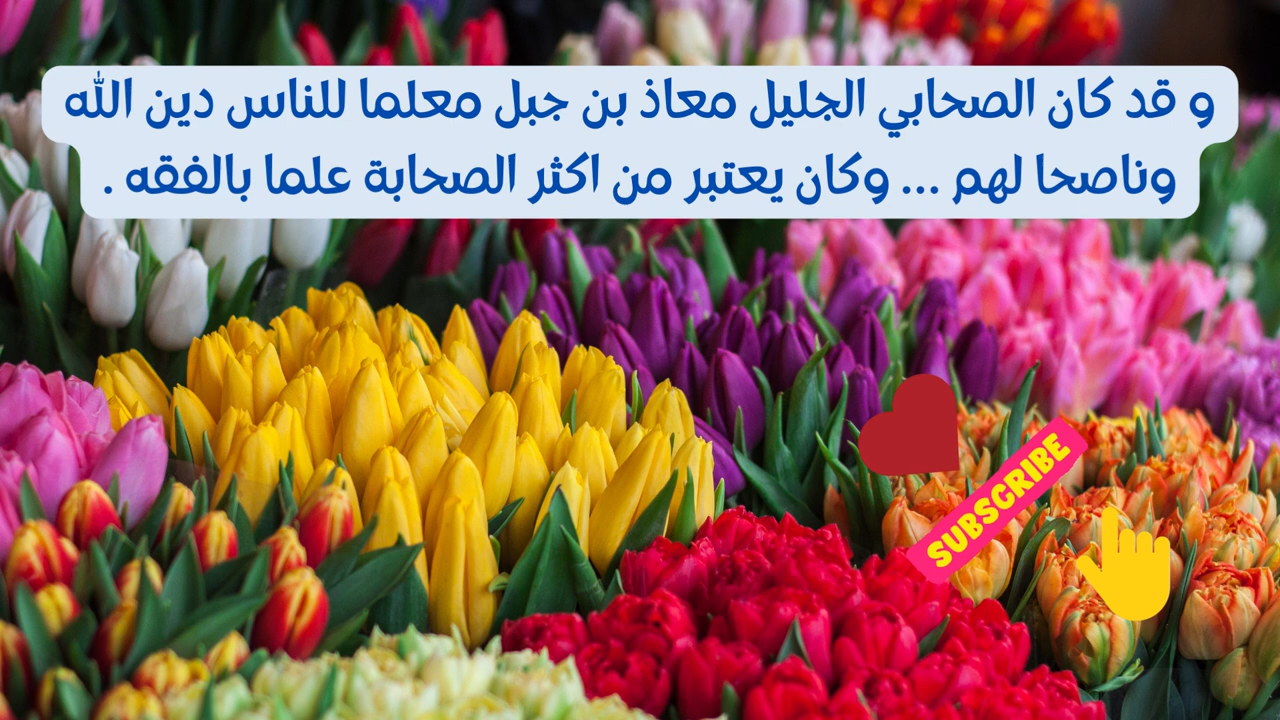 و قد كان الصحابي الجليل معاذ بن جبل معلما للناس دين الله
وناصحا لهم ... وكان يعتبر من اكثر الصحابة علما بالفقه .
SUBSCRIBE